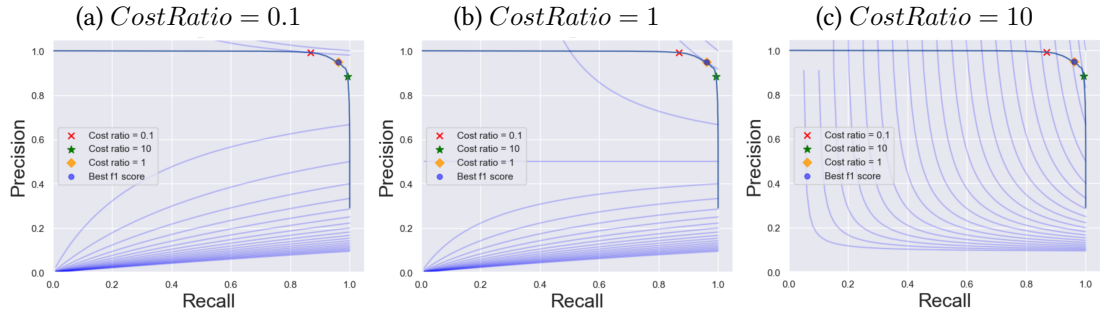 (a) CostRatio = 0.1
(b) CostRatio = 1
(c) CostRatio = 10
Precision
1.0
0.8
0.6
0.4
0.2
0.0
Cost ratio = 0.1
Cost ratio = 10
Cost ratio = 1
Best f1 score
0.0 0.2 0.4 0.6 0.8 1.0
Recall
Precision
1.0
0.8
0.6
0.4
0.2
0.0
Cost ratio = 0.1
Cost ratio = 10
Cost ratio = 1
Best f1 score
0.0 0.2 0.4 0.6 0.8 1.0
Recall
Precision
1.0
0.8
0.6
0.4
0.2
0.0
Cost ratio = 0.1
Cost ratio = 10
Cost ratio = 1
Best f1 score
0.0 0.2 0.4 0.6 0.8 1.0
Recall